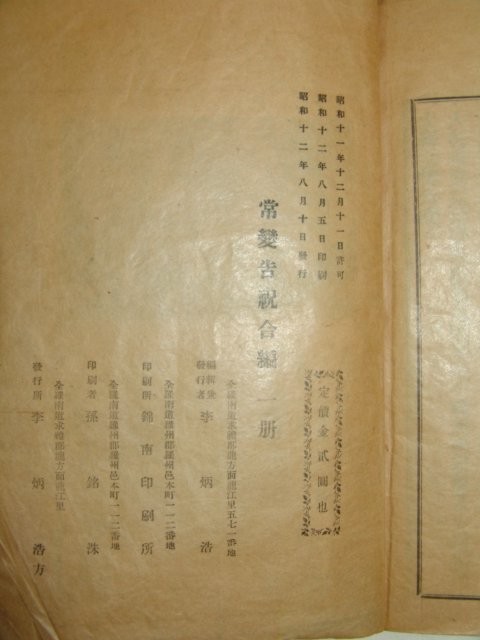 昭和十一年十二月十一日許可
昭和十二年八月五日印刷
昭和十二年八月十日發行
常變告祝合編 一册
定價金貳圓也
全羅南道求禮郡 方面龍江里五七一番地
編輯兼
發行者 李炳浩
全羅南道 州郡 州邑本町一一二番地
印刷所 錦南印刷所
全羅南道 州郡 州邑本町一一二番地
印刷者 孫銘洙
全羅南道求禮郡 方面龍江里
發行所 李炳浩方